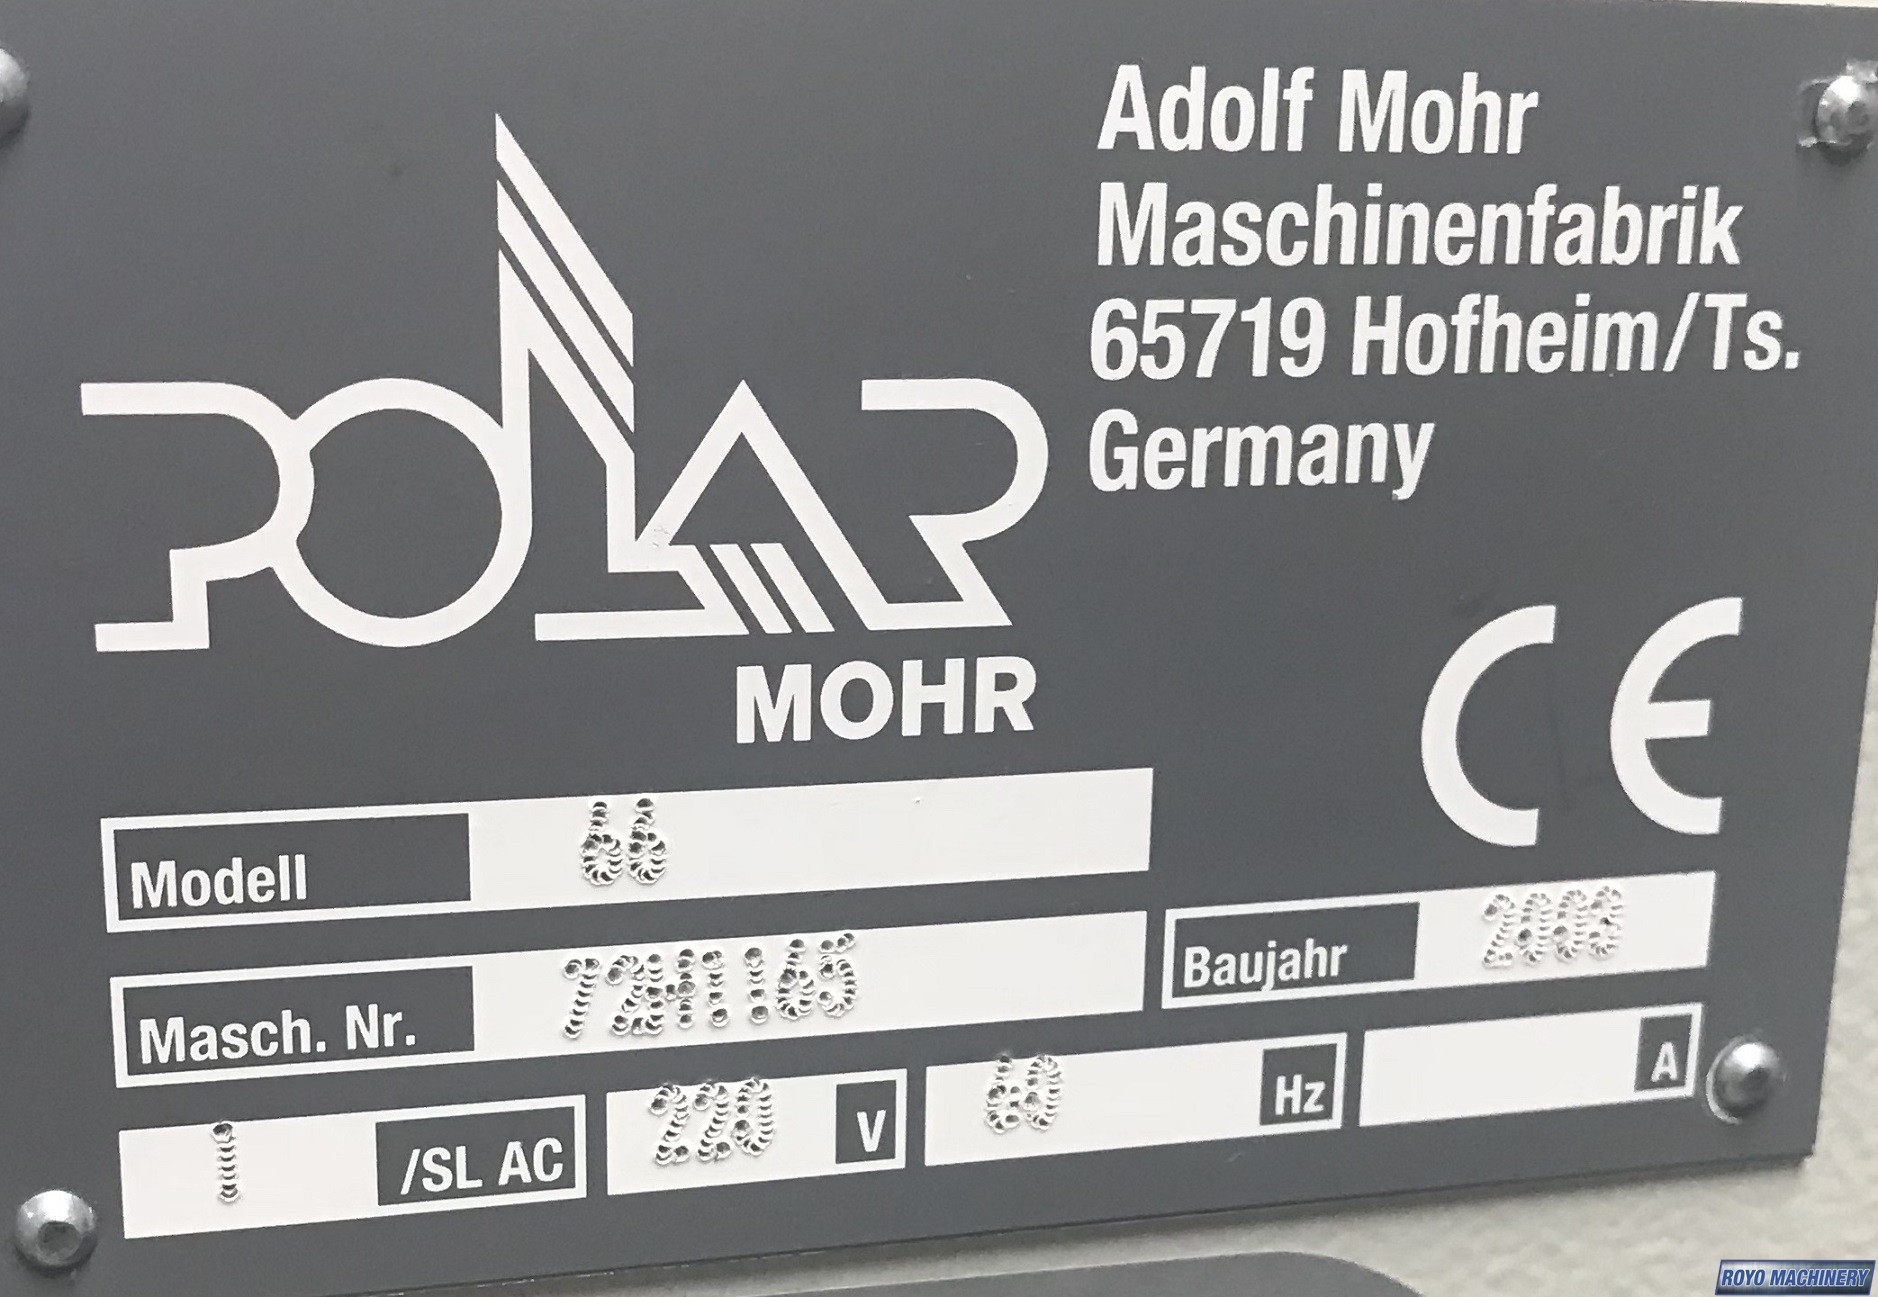 Adolf Mohr
Maschinenfabrik
65719 Hofheim/Ts.
Germany
POLAR
MOHR
CE
Modell 66
Masch. Nr. 72H1165
Baujahr 2008
1 /SL AC 220 V 60 Hz A
ROYO MACHINERY